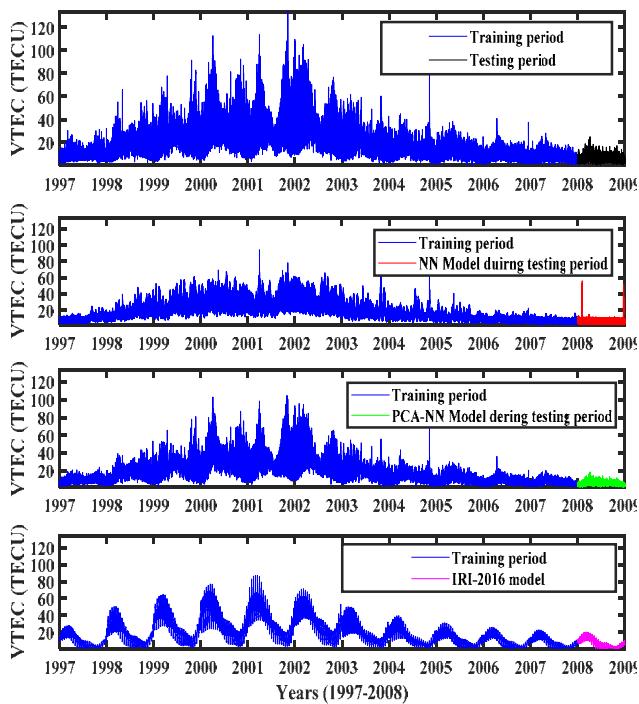 VTEC (TECU)
120
100
80
60
40
20
Training period
Testing period
1997 1998 1999 2000 2001 2002 2003 2004 2005 2006 2007 2008 2009
VTEC (TECU)
120
100
80
60
40
20
Training period
NN Model duirng testing period
1997 1998 1999 2000 2001 2002 2003 2004 2005 2006 2007 2008 2009
VTEC (TECU)
120
100
80
60
40
20
Training period
PCA-NN Model dering testing period
1997 1998 1999 2000 2001 2002 2003 2004 2005 2006 2007 2008 2009
VTEC (TECU)
120
100
80
60
40
20
Training period
IRI-2016 model
1997 1998 1999 2000 2001 2002 2003 2004 2005 2006 2007 2008 2009
Years (1997-2008)